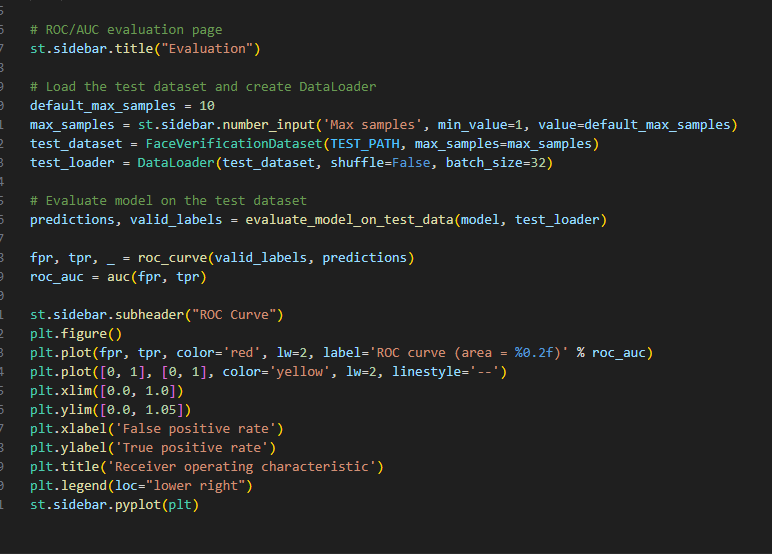 # ROC/AUC evaluation page
st.sidebar.title("Evaluation")
# Load the test dataset and create DataLoader
default_max_samples = 10
max_samples = st.sidebar.number_input('Max samples', min_value=1, value=default_max_samples)
test_dataset = FaceVerificationDataset(TEST_PATH, max_samples=max_samples)
test_loader = DataLoader(test_dataset, shuffle=False, batch_size=32)
# Evaluate model on the test dataset
predictions, valid_labels = evaluate_model_on_test_data(model, test_loader)
fpr, tpr, _ = roc_curve(valid_labels, predictions)
roc_auc = auc(fpr, tpr)
st.sidebar.subheader("ROC Curve")
plt.figure()
plt.plot(fpr, tpr, color='red', lw=2, label='ROC curve (area = %0.2f)' % roc_auc)
plt.plot([0, 1], [0, 1], color='yellow', lw=2, linestyle='--')
plt.xlim([0.0, 1.0])
plt.ylim([0.0, 1.05])
plt.xlabel('False positive rate')
plt.ylabel('True positive rate')
plt.title('Receiver operating characteristic')
plt.legend(loc="lower right")
st.sidebar.pyplot(plt)